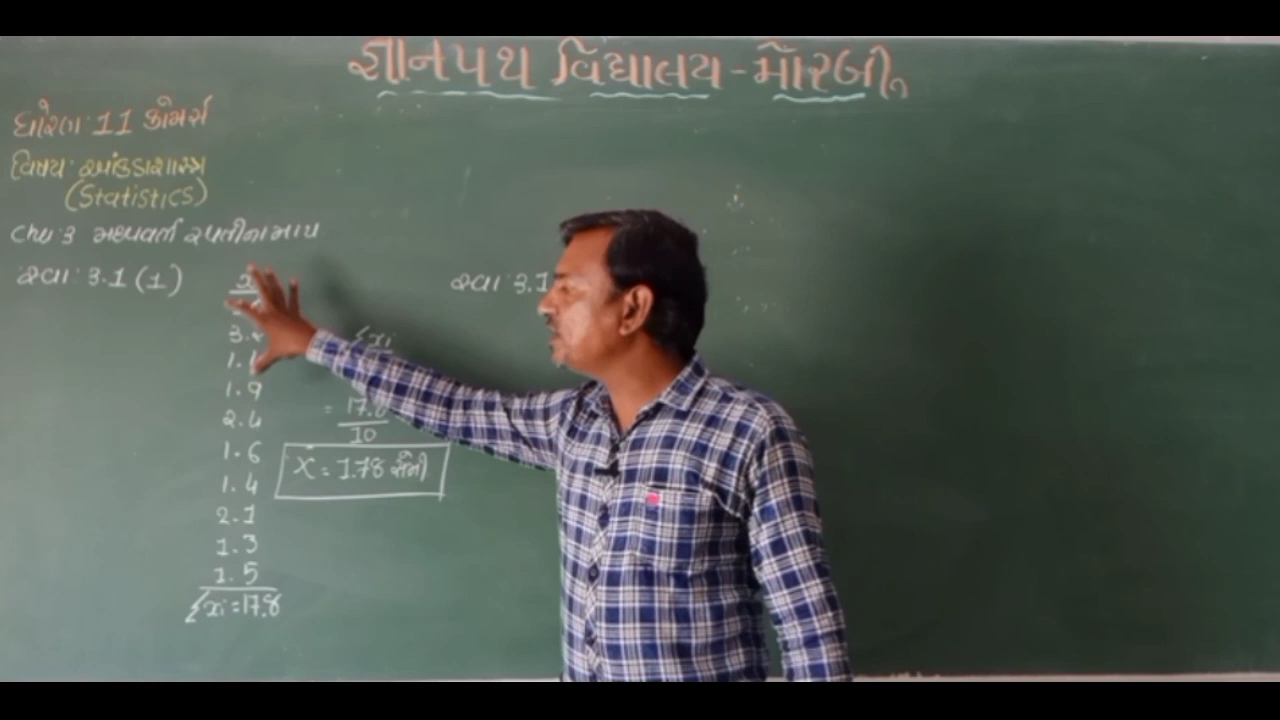 જ્ઞાનપથ વિદ્યાલય - મોરબી.
ધોરણ: 11 કોમર્સ
વિષય: આંકડાશાસ્ત્ર
(Statistics)
ch: 3 મધ્યવર્તી સ્થિતીના માપ
સ્વા: 3.1 (1)
સ્વા: 3.1
1.9
1.6
1.4
2.1
1.3
1.5
Σxi = 17.8
Σxi
= 17.8
10
x̄ = 1.78 સેમી